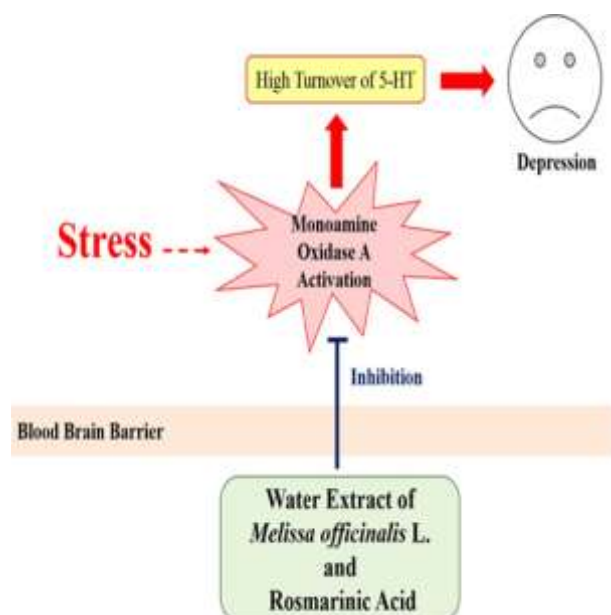 High Turnover of 5-HT
Depression
Monoamine
Oxidase A
Activation
Stress
Inhibition
Blood Brain Barrier
Water Extract of
Melissa officinalis L.
and
Rosmarinic Acid